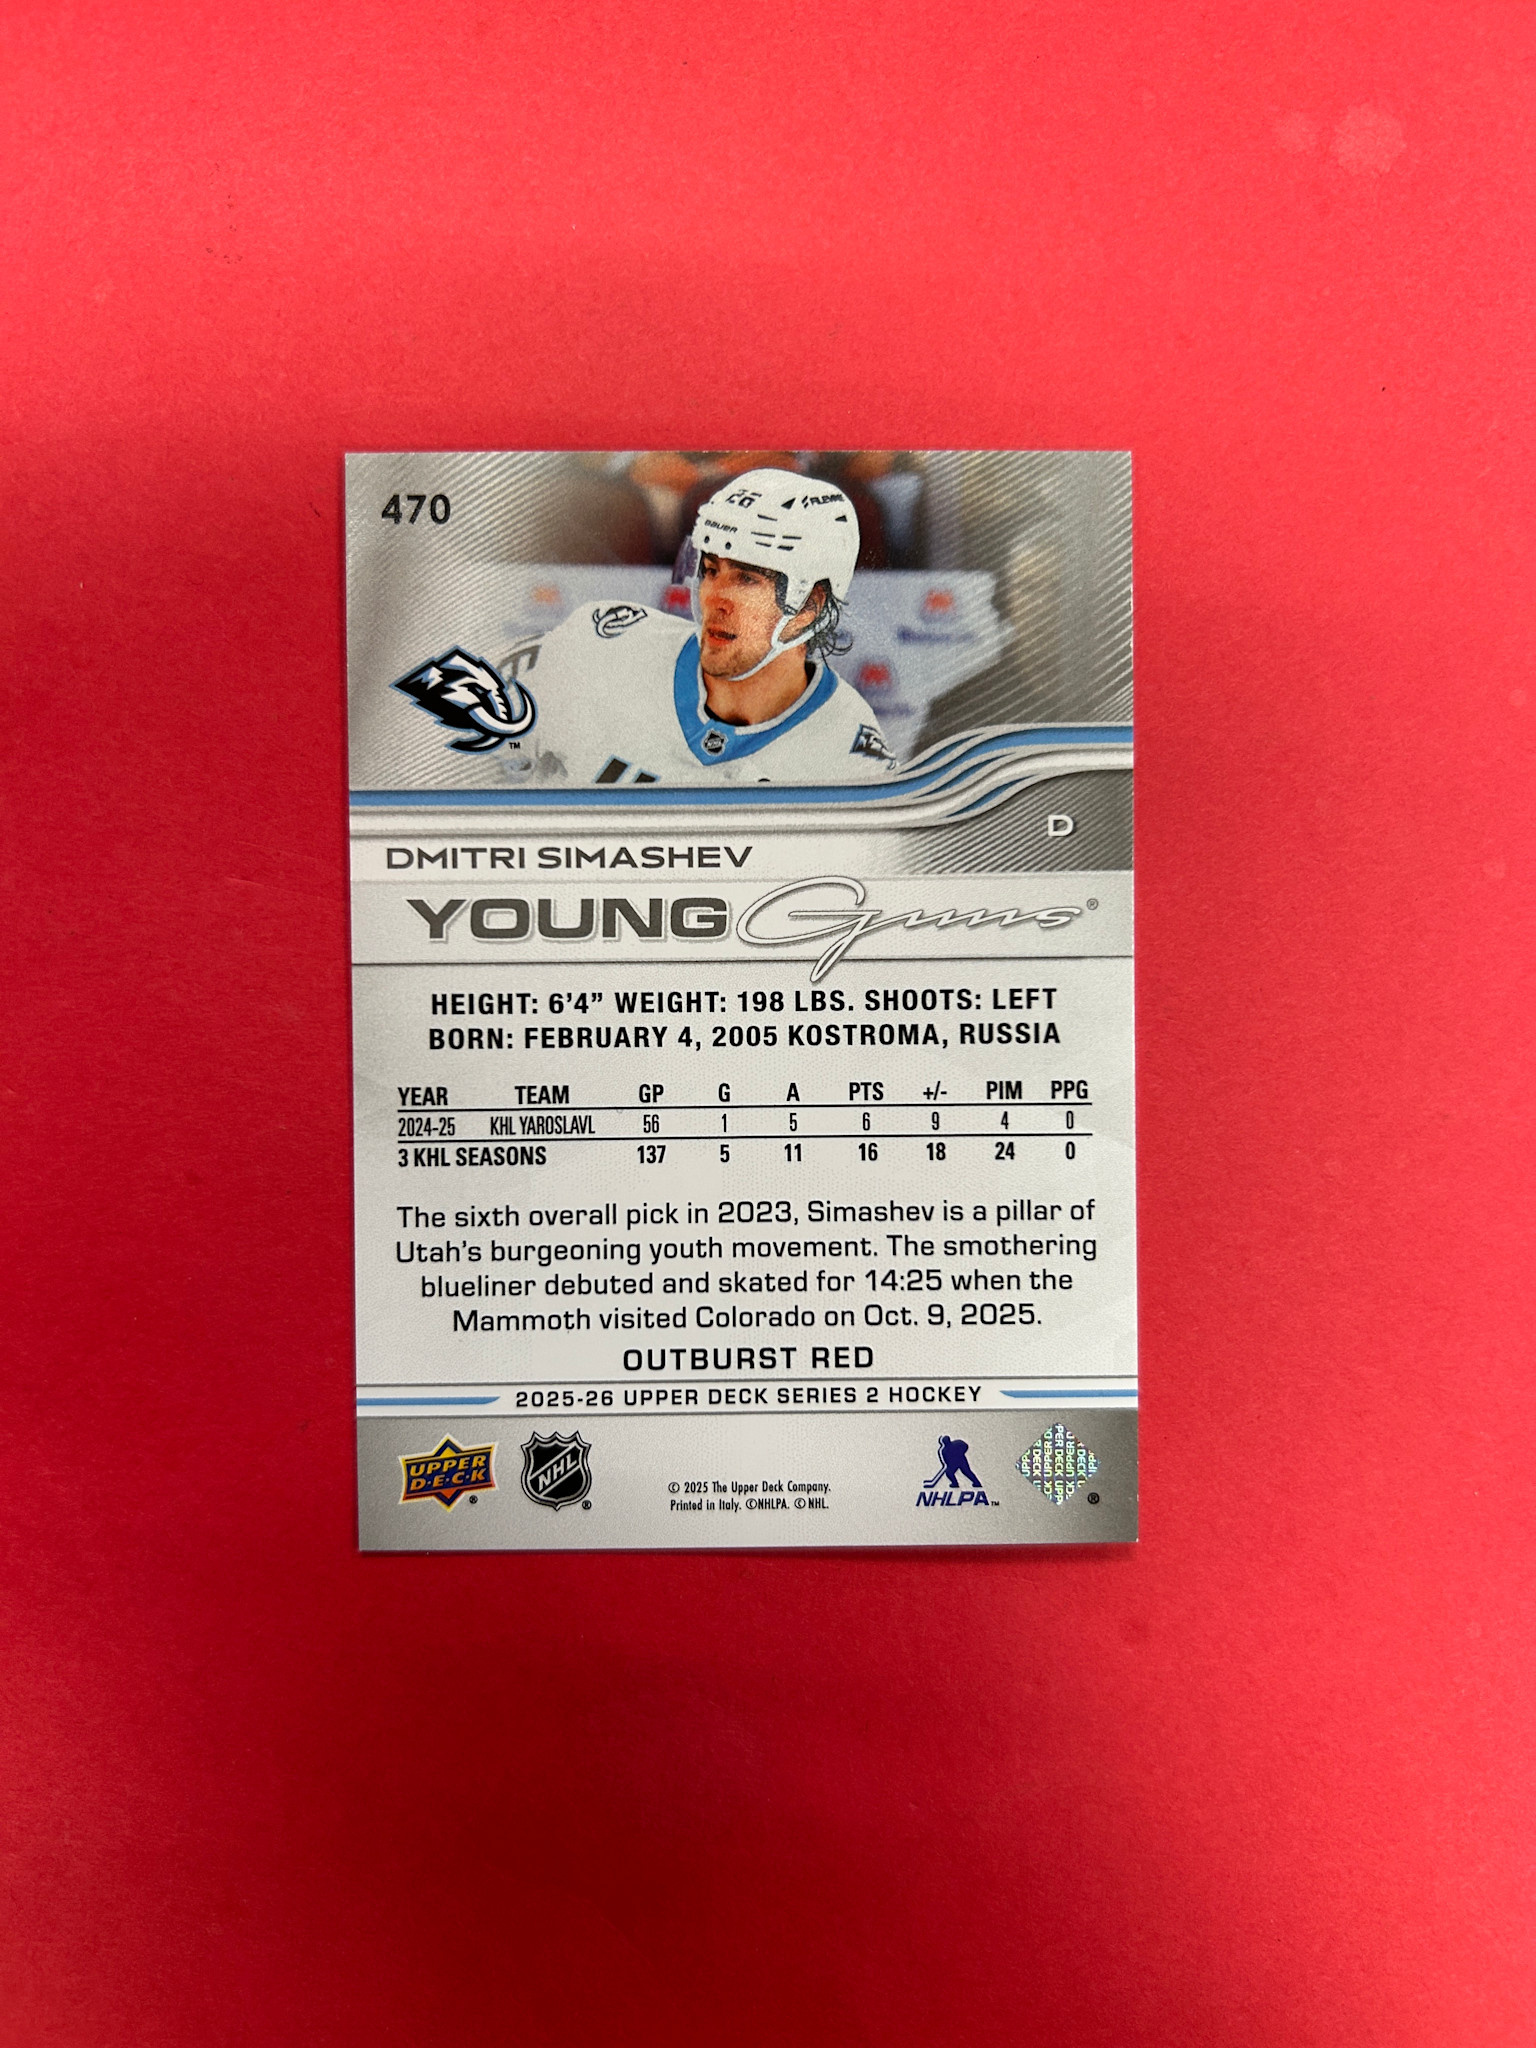 470
26
FILEVINE
BAUER
TM
D
DMITRI SIMASHEV
YOUNG Guns®
HEIGHT: 6'4” WEIGHT: 198 LBS. SHOOTS: LEFT
BORN: FEBRUARY 4, 2005 KOSTROMA, RUSSIA
YEAR TEAM GP G A PTS +/- PIM PPG
2024-25 KHL YAROSLAVL 56 1 5 6 9 4 0
3 KHL SEASONS 137 5 11 16 18 24 0
The sixth overall pick in 2023, Simashev is a pillar of
Utah's burgeoning youth movement. The smothering
blueliner debuted and skated for 14:25 when the
Mammoth visited Colorado on Oct. 9, 2025.
OUTBURST RED
2025-26 UPPER DECK SERIES 2 HOCKEY
UPPER
D·E·C·K ®
NHL ®
© 2025 The Upper Deck Company.
Printed in Italy. ©NHLPA. © NHL.
NHLPA™
®